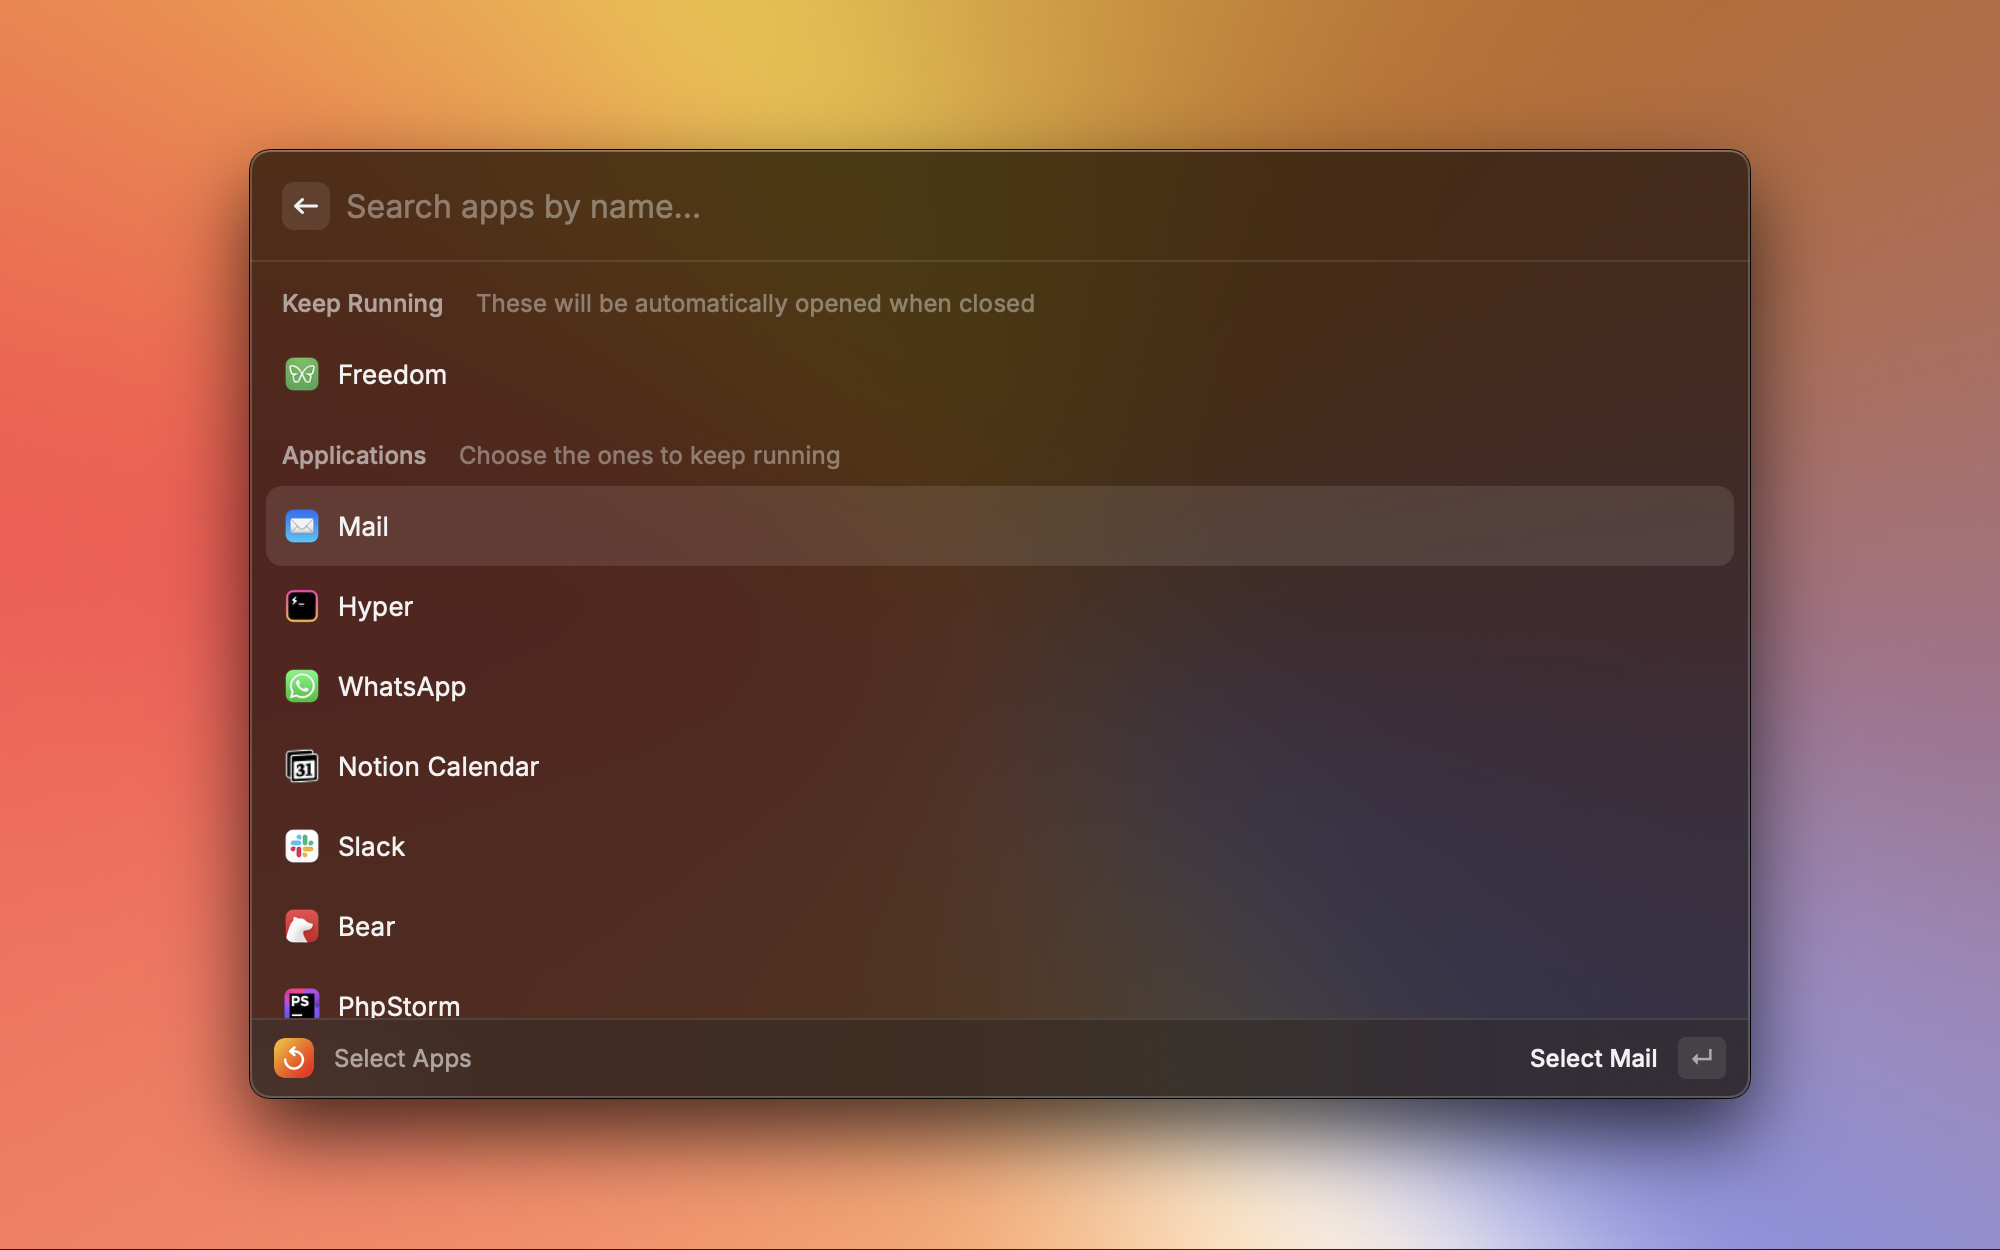 Search apps by name...
Keep Running These will be automatically opened when closed
Freedom
Applications Choose the ones to keep running
Mail
Hyper
WhatsApp
31 Notion Calendar
Slack
Bear
PS PhpStorm
Select Apps Select Mail